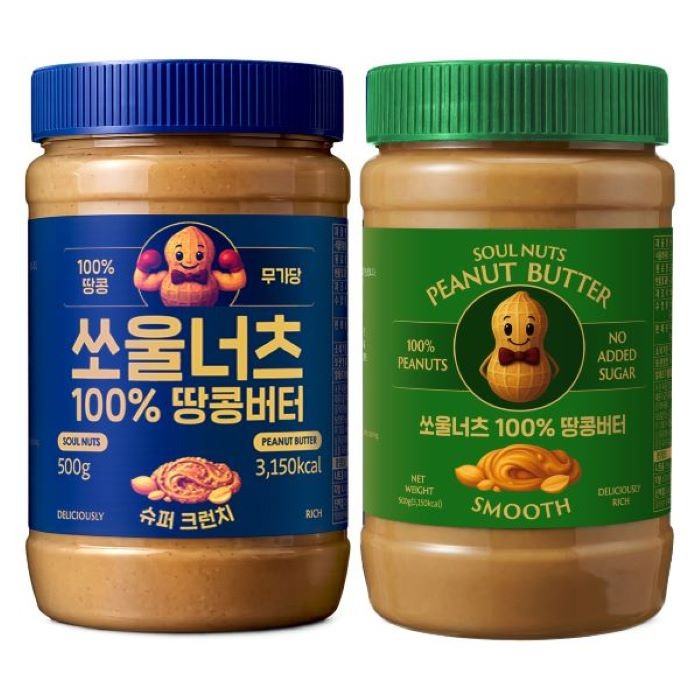 100%
땅콩
무가당
쏘울너츠
100% 땅콩버터
SOUL NUTS
PEANUT BUTTER
500g
3,150kcal
슈퍼 크런치
DELICIOUSLY
RICH
SOUL NUTS
PEANUT BUTTER
100%
PEANUTS
NO
ADDED
SUGAR
쏘울너츠 100% 땅콩버터
NET
WEIGHT
500g(3,150kcal)
SMOOTH
DELICIOUSLY
RICH